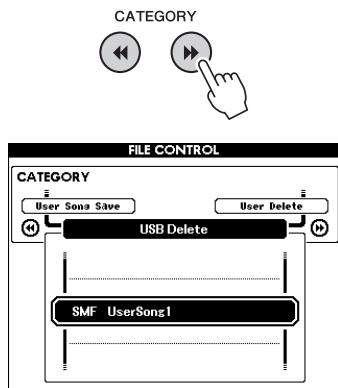 CATEGORY
FILE CONTROL
CATEGORY
User Song Save
User Delete
USB Delete
SMF UserSong1